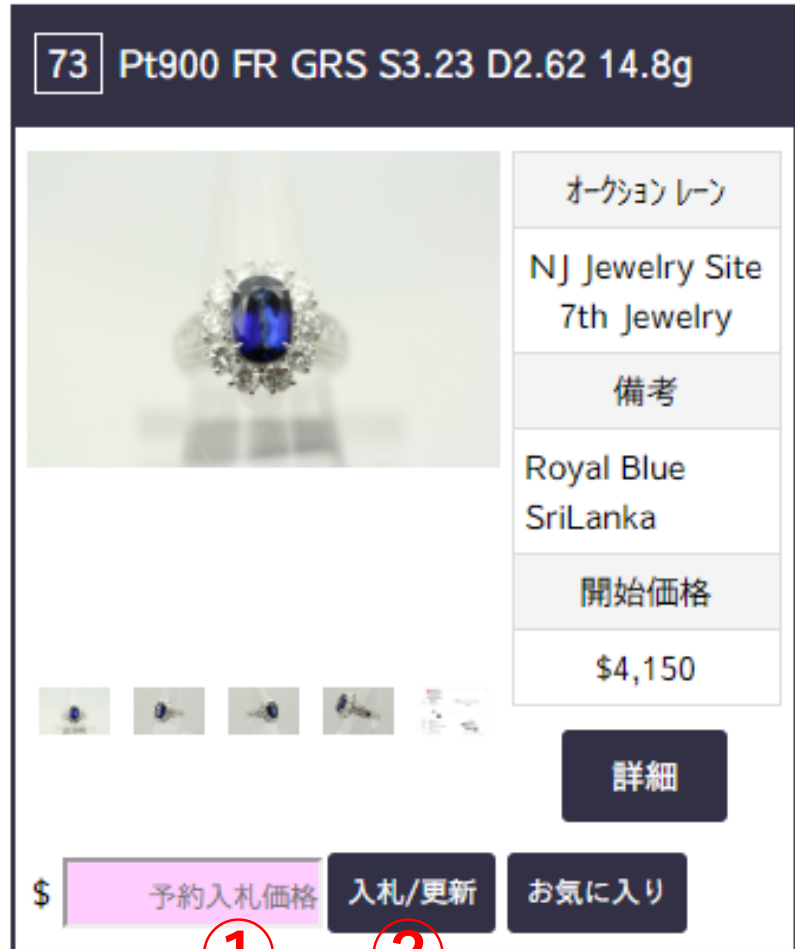 73 Pt900 FR GRS S3.23 D2.62 14.8g
オークション レーン
NJ Jewelry Site
7th Jewelry
備考
Royal Blue
SriLanka
開始価格
$4,150
詳細
$ 予約入札価格 入札/更新 お気に入り
① ②